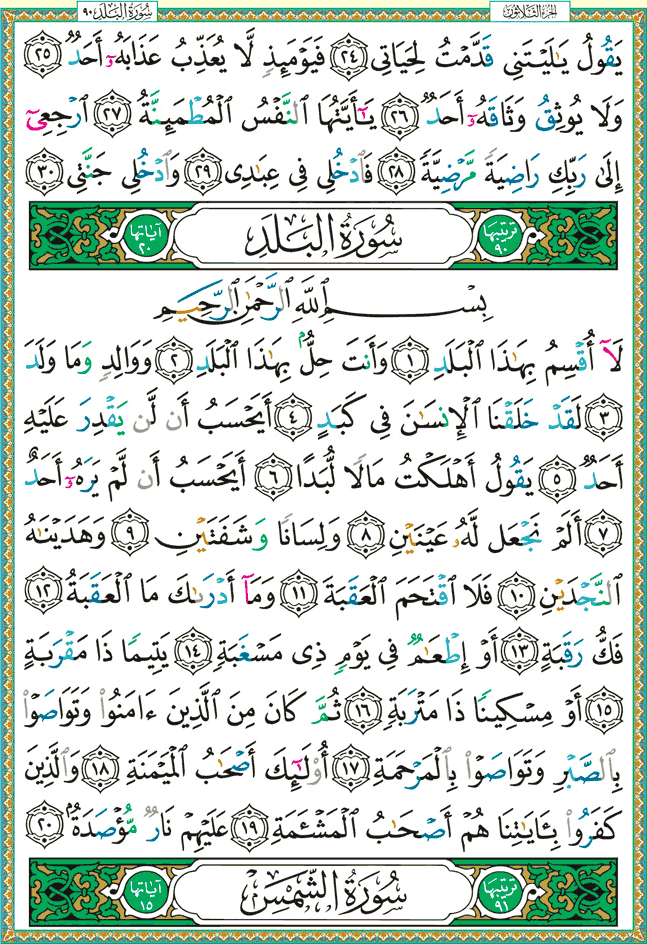 الجزء الثلاثون
سورة البلد ٩٠
يَقُولُ يَـٰلَيْتَنِى قَدَّمْتُ لِحَيَاتِى ﴿٢٤﴾ فَيَوْمَئِذٍ لَّا يُعَذِّبُ عَذَابَهُۥٓ أَحَدٌ ﴿٢٥﴾
وَلَا يُوثِقُ وَثَاقَهُۥٓ أَحَدٌ ﴿٢٦﴾ يَـٰٓأَيَّتُهَا ٱلنَّفْسُ ٱلْمُطْمَئِنَّةُ ﴿٢٧﴾ ٱرْجِعِىٓ
إِلَىٰ رَبِّكِ رَاضِيَةً مَّرْضِيَّةً ﴿٢٨﴾ فَٱدْخُلِى فِى عِبَـٰدِى ﴿٢٩﴾ وَٱدْخُلِى جَنَّتِى ﴿٣٠﴾
ترتيبها ٩٠ سُورَةُ البَلَدِ آياتها ٢٠
بِسْمِ ٱللَّهِ ٱلرَّحْمَـٰنِ ٱلرَّحِيمِ
لَآ أُقْسِمُ بِهَـٰذَا ٱلْبَلَدِ ﴿١﴾ وَأَنتَ حِلٌّۢ بِهَـٰذَا ٱلْبَلَدِ ﴿٢﴾ وَوَالِدٍ وَمَا وَلَدَ
﴿٣﴾ لَقَدْ خَلَقْنَا ٱلْإِنسَـٰنَ فِى كَبَدٍ ﴿٤﴾ أَيَحْسَبُ أَن لَّن يَقْدِرَ عَلَيْهِ
أَحَدٌ ﴿٥﴾ يَقُولُ أَهْلَكْتُ مَالًا لُّبَدًا ﴿٦﴾ أَيَحْسَبُ أَن لَّمْ يَرَهُۥٓ أَحَدٌ
﴿٧﴾ أَلَمْ نَجْعَل لَّهُۥ عَيْنَيْنِ ﴿٨﴾ وَلِسَانًا وَشَفَتَيْنِ ﴿٩﴾ وَهَدَيْنَـٰهُ
ٱلنَّجْدَيْنِ ﴿١٠﴾ فَلَا ٱقْتَحَمَ ٱلْعَقَبَةَ ﴿١١﴾ وَمَآ أَدْرَىٰكَ مَا ٱلْعَقَبَةُ ﴿١٢﴾
فَكُّ رَقَبَةٍ ﴿١٣﴾ أَوْ إِطْعَـٰمٌ فِى يَوْمٍ ذِى مَسْغَبَةٍ ﴿١٤﴾ يَتِيمًا ذَا مَقْرَبَةٍ
﴿١٥﴾ أَوْ مِسْكِينًا ذَا مَتْرَبَةٍ ﴿١٦﴾ ثُمَّ كَانَ مِنَ ٱلَّذِينَ ءَامَنُوا۟ وَتَوَاصَوْا۟
بِٱلصَّبْرِ وَتَوَاصَوْا۟ بِٱلْمَرْحَمَةِ ﴿١٧﴾ أُو۟لَـٰٓئِكَ أَصْحَـٰبُ ٱلْمَيْمَنَةِ ﴿١٨﴾ وَٱلَّذِينَ
كَفَرُوا۟ بِـَٔايَـٰتِنَا هُمْ أَصْحَـٰبُ ٱلْمَشْـَٔمَةِ ﴿١٩﴾ عَلَيْهِمْ نَارٌ مُّؤْصَدَةٌۢ ﴿٢٠﴾
ترتيبها ٩١ سُورَةُ الشَّمْسِ آياتها ١٥